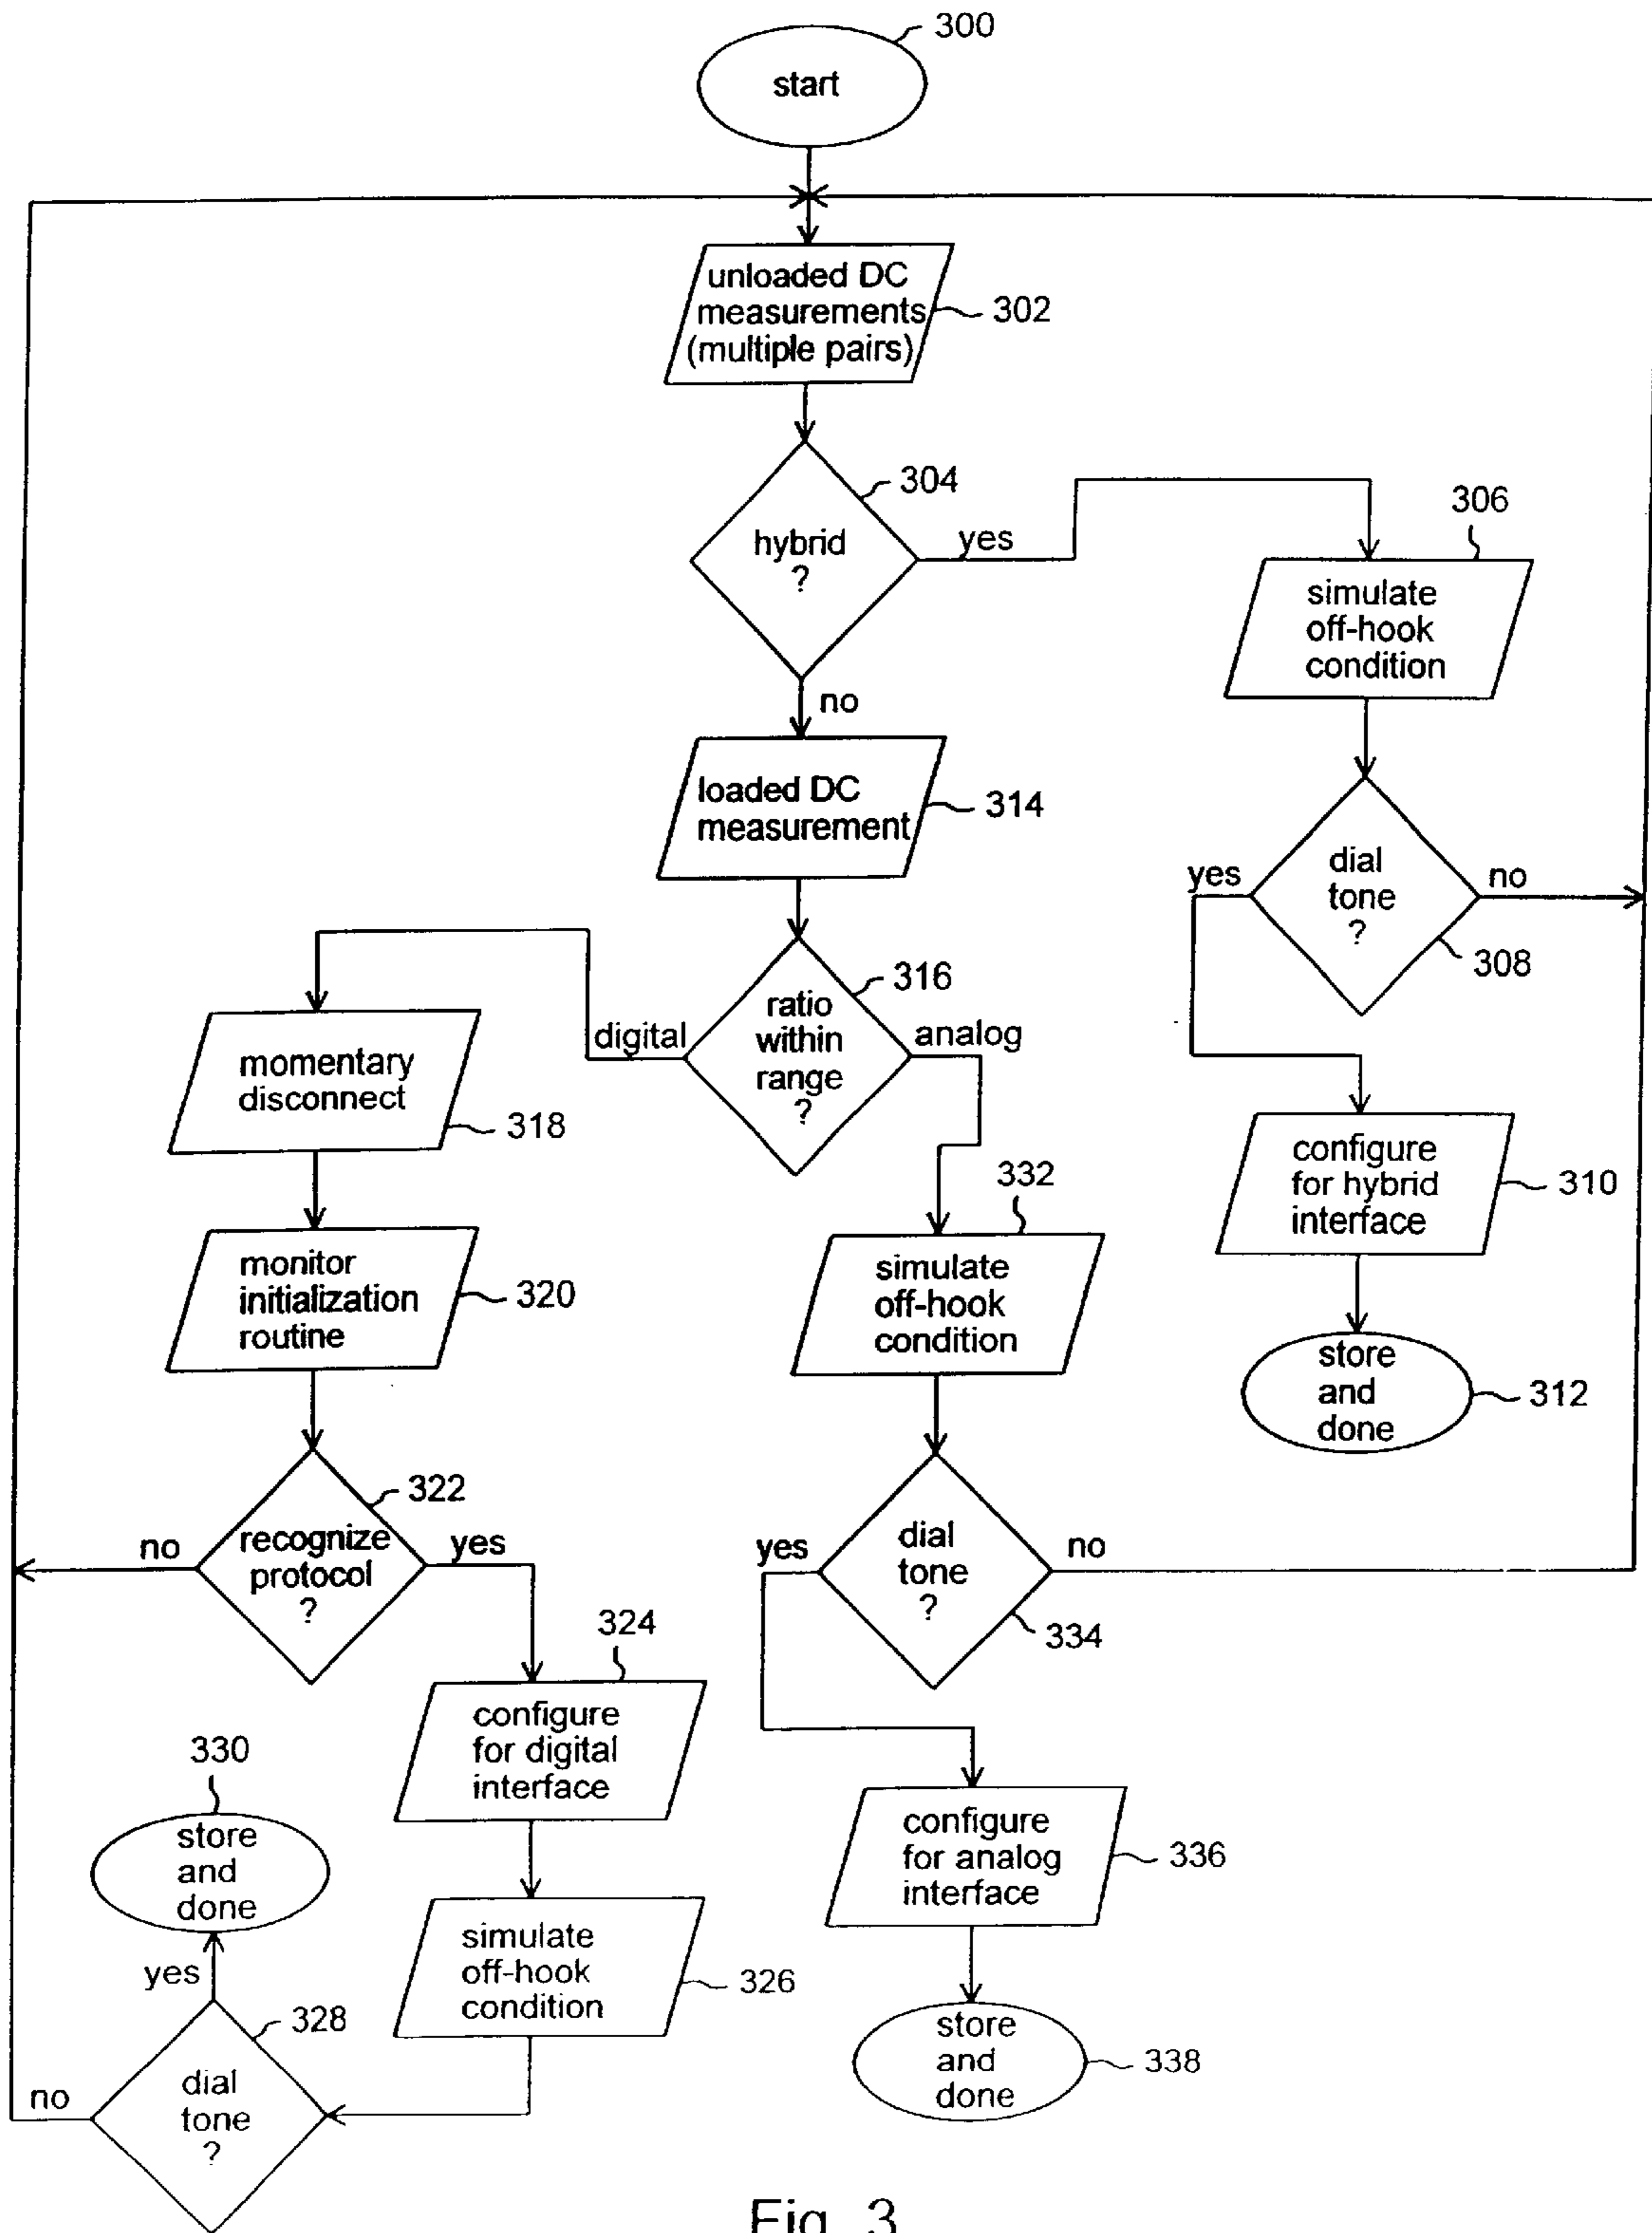 300
start
unloaded DC
measurements
(multiple pairs)
302
304
hybrid
?
yes
306
simulate
off-hook
condition
no
loaded DC
measurement
314
yes
dial
tone
?
no
308
316
ratio
within
range
?
digital
analog
momentary
disconnect
318
configure
for hybrid
interface
310
332
monitor
initialization
routine
320
simulate
off-hook
condition
store
and
done
312
322
no
recognize
protocol
?
yes
yes
dial
tone
?
no
334
324
configure
for digital
interface
330
store
and
done
configure
for analog
interface
336
yes
simulate
off-hook
condition
326
328
no
dial
tone
?
store
and
done
338
Fig. 3